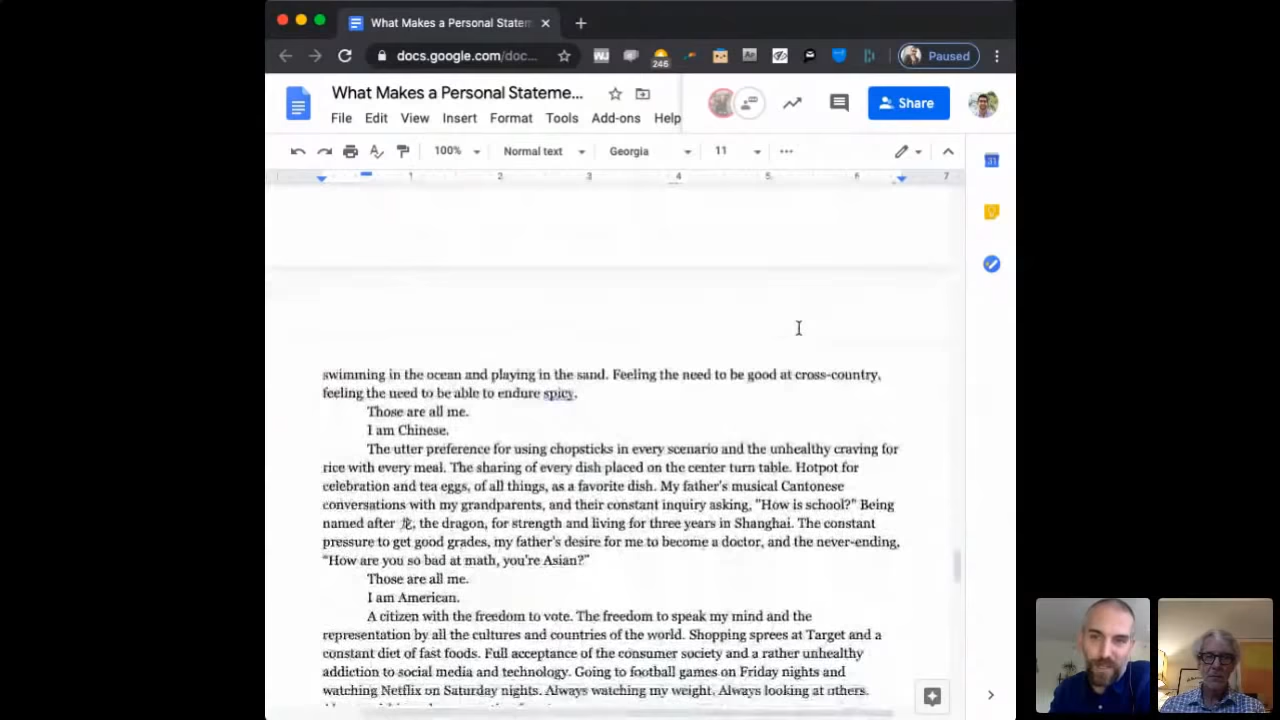 What Makes a Personal Statem
docs.google.com/doc...
246
Paused
What Makes a Personal Stateme...
Share
File Edit View Insert Format Tools Add-ons Help
100% Normal text Georgia 11
1 2 3 4 5 6 7
31
swimming in the ocean and playing in the sand. Feeling the need to be good at cross-country,
feeling the need to be able to endure spicy.
Those are all me.
I am Chinese.
The utter preference for using chopsticks in every scenario and the unhealthy craving for
rice with every meal. The sharing of every dish placed on the center turn table. Hotpot for
celebration and tea eggs, of all things, as a favorite dish. My father's musical Cantonese
conversations with my grandparents, and their constant inquiry asking, "How is school?" Being
named after 龙, the dragon, for strength and living for three years in Shanghai. The constant
pressure to get good grades, my father's desire for me to become a doctor, and the never-ending,
"How are you so bad at math, you're Asian?"
Those are all me.
I am American.
A citizen with the freedom to vote. The freedom to speak my mind and the
representation by all the cultures and countries of the world. Shopping sprees at Target and a
constant diet of fast foods. Full acceptance of the consumer society and a rather unhealthy
addiction to social media and technology. Going to football games on Friday nights and
watching Netflix on Saturday nights. Always watching my weight. Always looking at others.